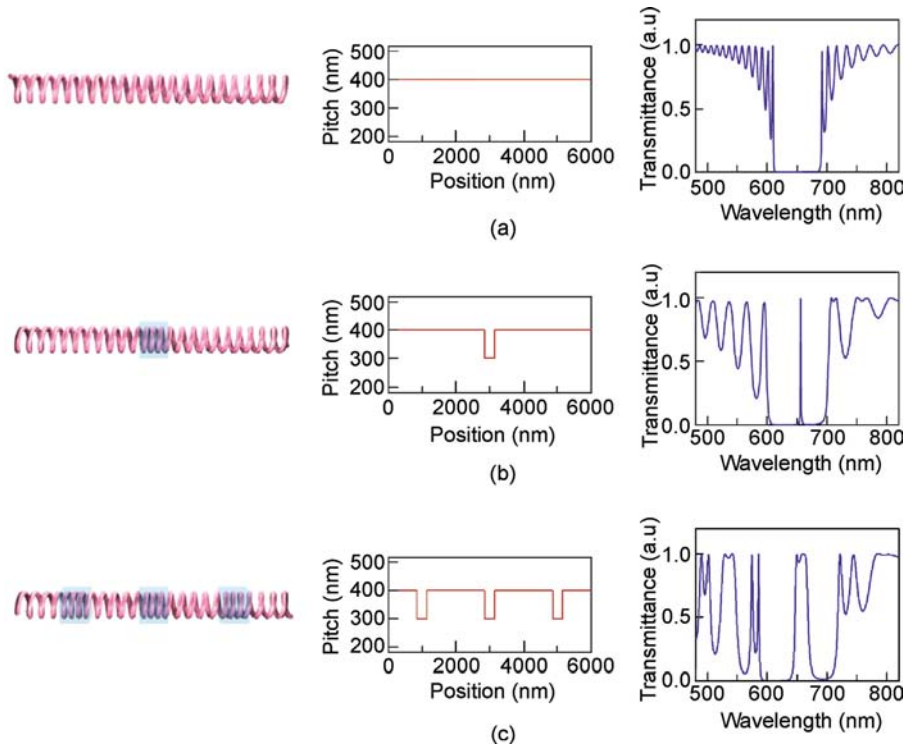 500
400
300
200
Pitch (nm)
0 2000 4000 6000
Position (nm)
1.0
0.5
0.0
Transmittance (a.u)
500 600 700 800
Wavelength (nm)
(a)
500
400
300
200
Pitch (nm)
0 2000 4000 6000
Position (nm)
1.0
0.5
0.0
Transmittance (a.u)
500 600 700 800
Wavelength (nm)
(b)
500
400
300
200
Pitch (nm)
0 2000 4000 6000
Position (nm)
1.0
0.5
0.0
Transmittance (a.u)
500 600 700 800
Wavelength (nm)
(c)